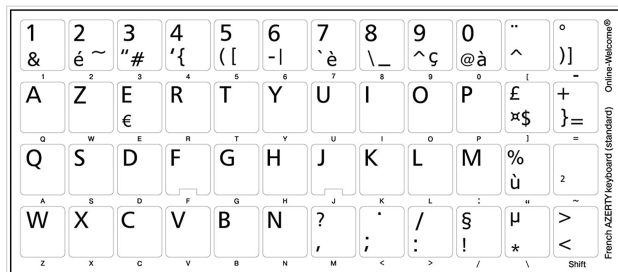 1 2 3 4 5 6 7 8 9 0 ¨ °
& é ~ "# '{ ([ -| `è \_ ^ç @à ^ )]
1 2 3 4 5 6 7 8 9 0 [ -
A Z E R T Y U I O P £ +
€ ¤$ }=
Q W E R T Y U I O P ] =
Q S D F G H J K L M %
ù ²
A S D F G H J K L ; " ~
W X C V B N ? . / § µ >
, ; : ! * <
Z X C V B N M < > / \ Shift
French AZERTY keyboard (standard) Online-Welcome®